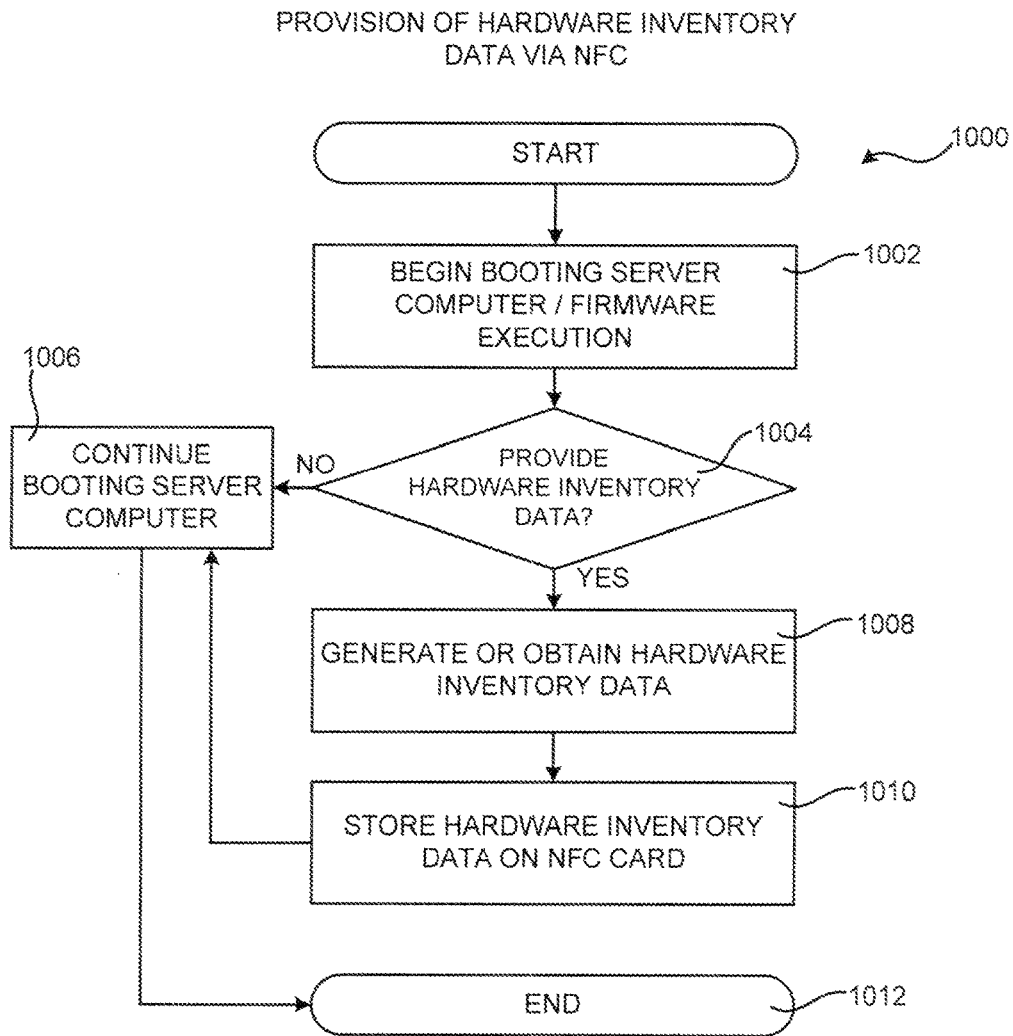 PROVISION OF HARDWARE INVENTORY
DATA VIA NFC
START
1000
BEGIN BOOTING SERVER
COMPUTER / FIRMWARE
EXECUTION
1002
1006
CONTINUE
BOOTING SERVER
COMPUTER
NO
PROVIDE
HARDWARE INVENTORY
DATA?
1004
YES
GENERATE OR OBTAIN HARDWARE
INVENTORY DATA
1008
STORE HARDWARE INVENTORY
DATA ON NFC CARD
1010
END
1012